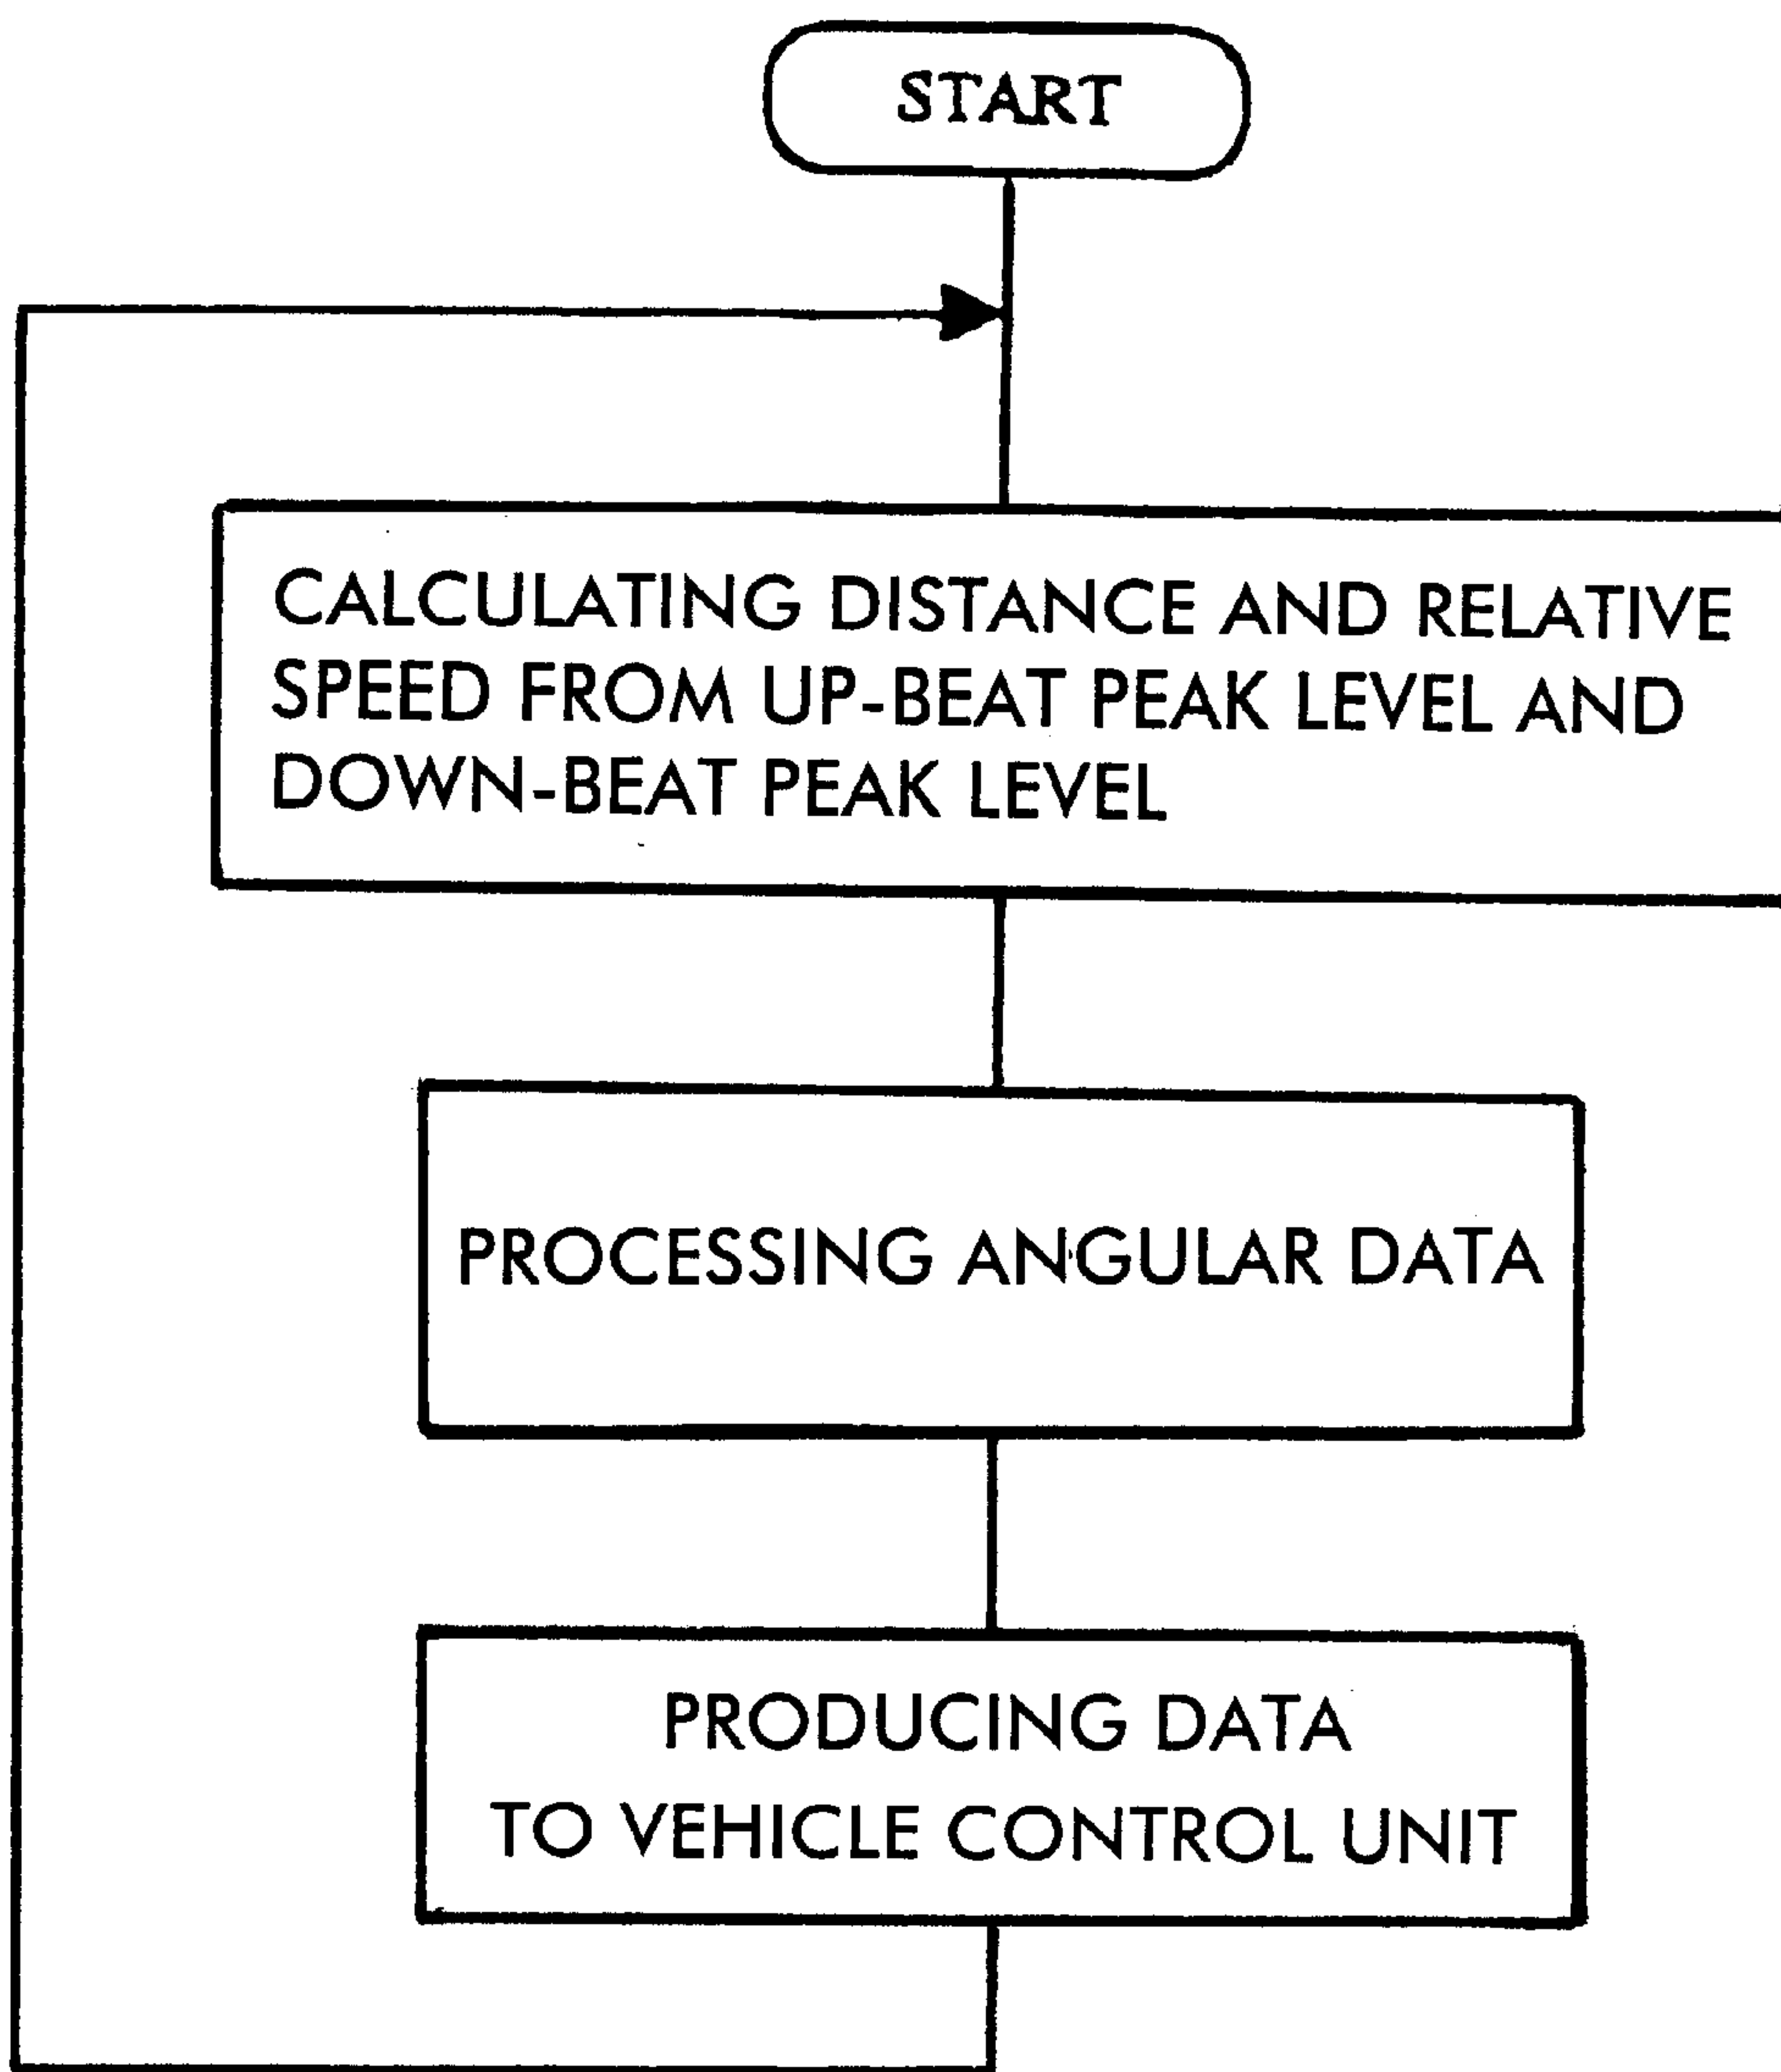 START
CALCULATING DISTANCE AND RELATIVE
SPEED FROM UP-BEAT PEAK LEVEL AND
DOWN-BEAT PEAK LEVEL
PROCESSING ANGULAR DATA
PRODUCING DATA
TO VEHICLE CONTROL UNIT